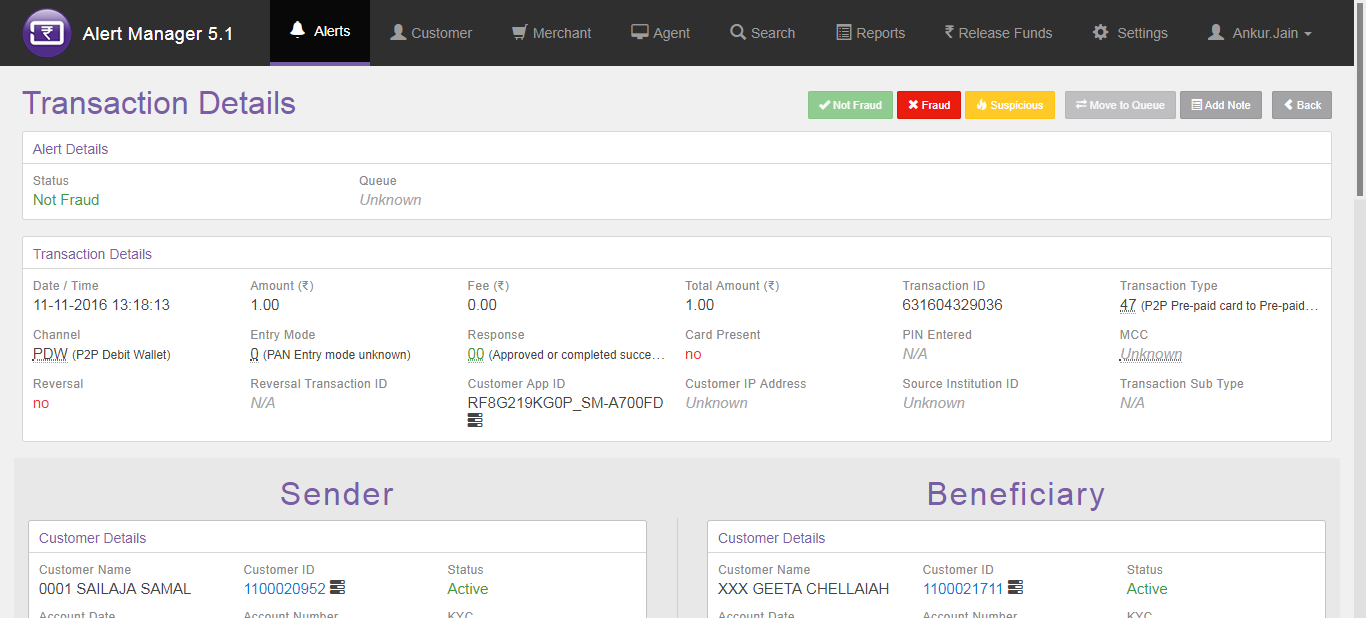 Alert Manager 5.1 Alerts Customer Merchant Agent Search Reports ₹ Release Funds Settings Ankur.Jain
Transaction Details Not Fraud Fraud Suspicious Move to Queue Add Note Back
Alert Details
Status Queue
Not Fraud Unknown
Transaction Details
Date / Time Amount (₹) Fee (₹) Total Amount (₹) Transaction ID Transaction Type
11-11-2016 13:18:13 1.00 0.00 1.00 631604329036 47 (P2P Pre-paid card to Pre-paid…
Channel Entry Mode Response Card Present PIN Entered MCC
PDW (P2P Debit Wallet) 0 (PAN Entry mode unknown) 00 (Approved or completed succe… no N/A Unknown
Reversal Reversal Transaction ID Customer App ID Customer IP Address Source Institution ID Transaction Sub Type
no N/A RF8G219KG0P_SM-A700FD Unknown Unknown N/A
Sender Beneficiary
Customer Details Customer Details
Customer Name Customer ID Status Customer Name Customer ID Status
0001 SAILAJA SAMAL 1100020952 Active XXX GEETA CHELLAIAH 1100021711 Active
Account Date Account Number KYC Account Date Account Number KYC